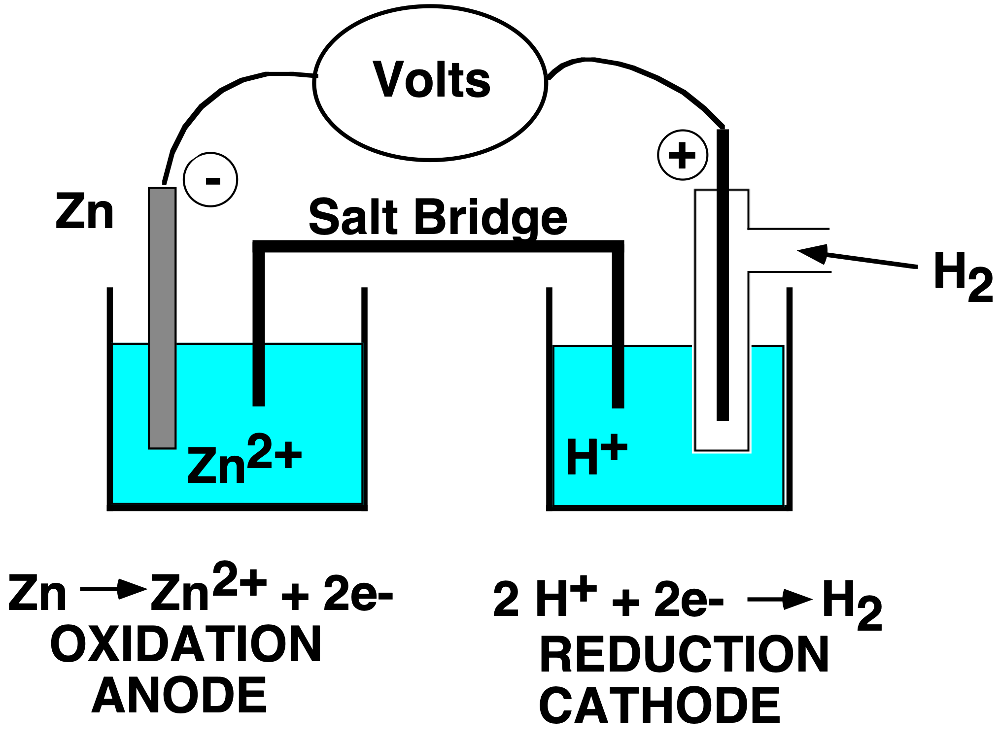 Volts
-
+
Zn
Salt Bridge
H₂
Zn²⁺
H⁺
Zn → Zn²⁺ + 2e-
OXIDATION
ANODE
2 H⁺ + 2e- → H₂
REDUCTION
CATHODE